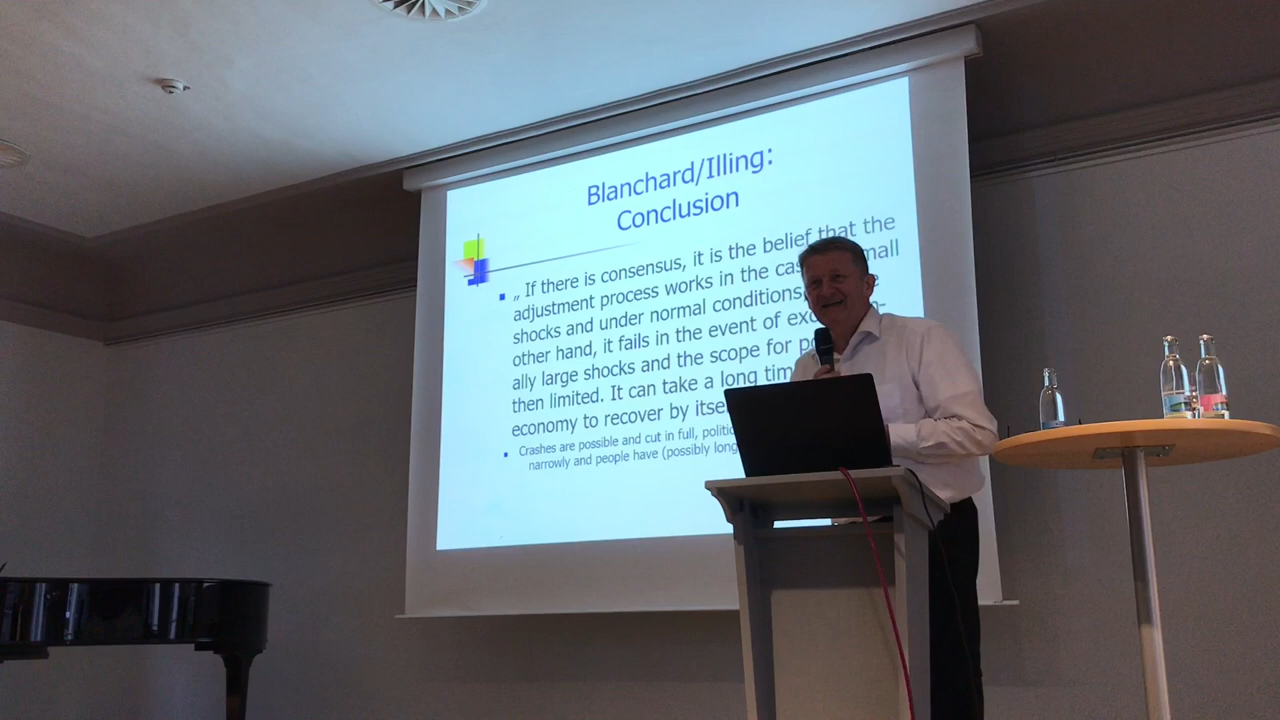 Blanchard/Illing:
Conclusion
„ If there is consensus, it is the belief that the
adjustment process works in the case small
shocks and under normal conditions,
other hand, it fails in the event of
ally large shocks and the scope for
then limited. It can take a long time
economy to recover by
Crashes are possible and cut in full,
narrowly and people have (possibly long